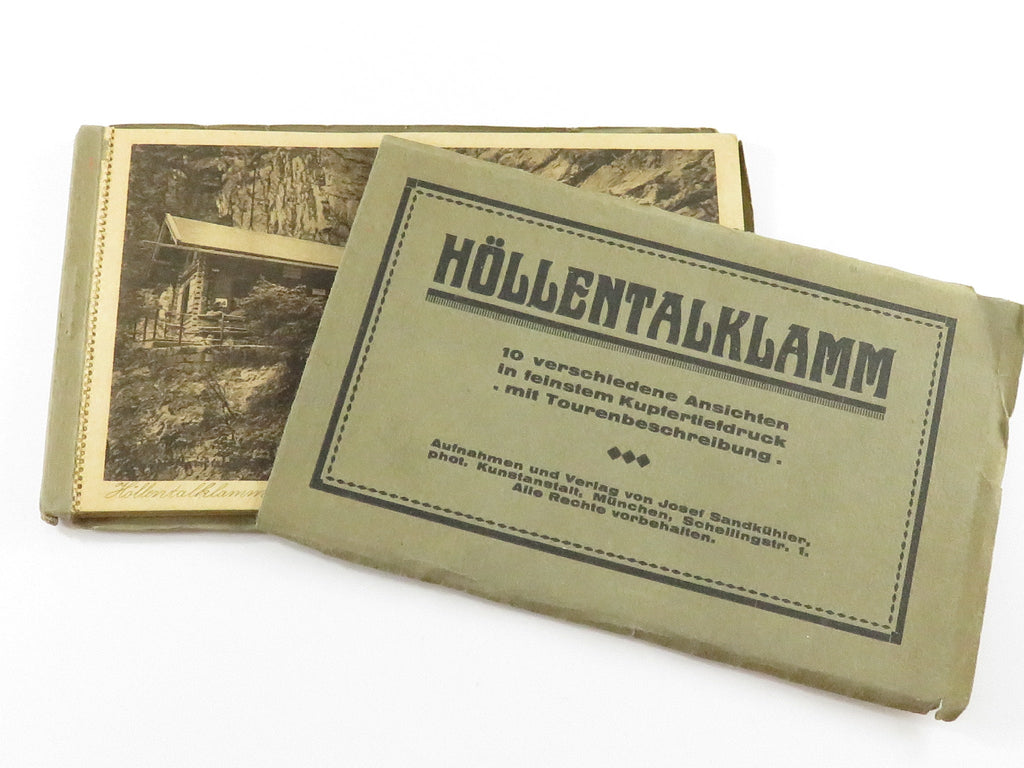 HÖLLENTALKLAMM
10 verschiedene Ansichten
in feinstem Kupfertiefdruck
. mit Tourenbeschreibung .
Aufnahmen und Verlag von Josef Sandkühler,
phot. Kunstanstalt, München, Schellingstr. 1.
Alle Rechte vorbehalten.
Höllentalklamm